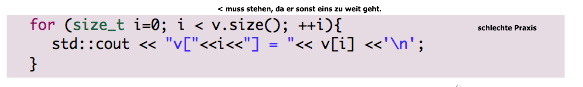 < muss stehen, da er sonst eins zu weit geht.
for (size_t i=0; i < v.size(); ++i){
schlechte Praxis
std::cout << "v["<<i<<"] = "<< v[i] <<'\n';
}